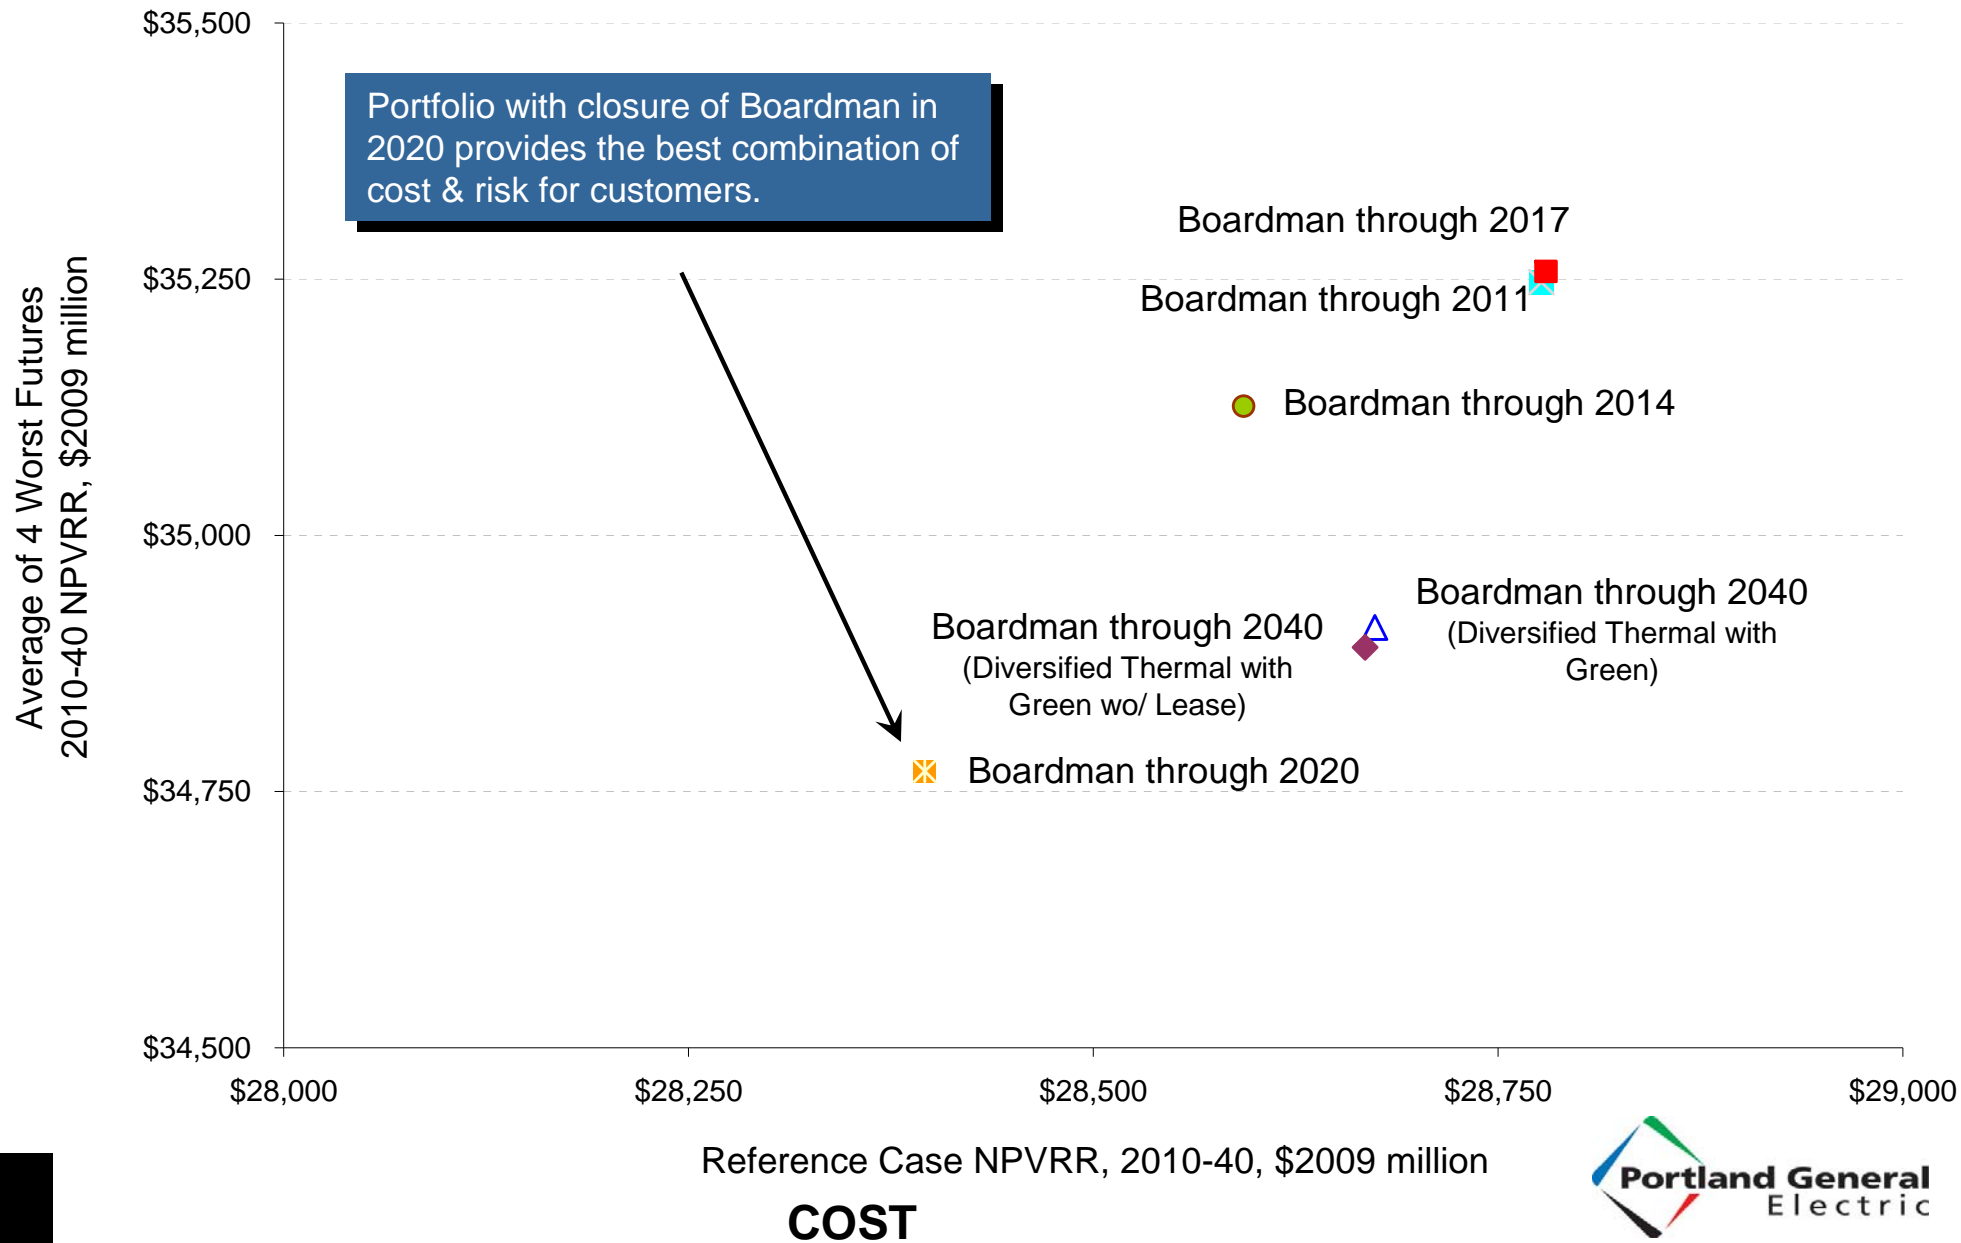 $35,500
Portfolio with closure of Boardman in
2020 provides the best combination of
cost & risk for customers.
Boardman through 2017
$35,250
Boardman through 2011
Boardman through 2014
Average of 4 Worst Futures
2010-40 NPVRR, $2009 million
$35,000
Boardman through 2040
(Diversified Thermal with
Green)
Boardman through 2040
(Diversified Thermal with
Green wo/ Lease)
Boardman through 2020
$34,750
$34,500
$28,000
$28,250
$28,500
$28,750
$29,000
Reference Case NPVRR, 2010-40, $2009 million
COST
Portland General
Electric